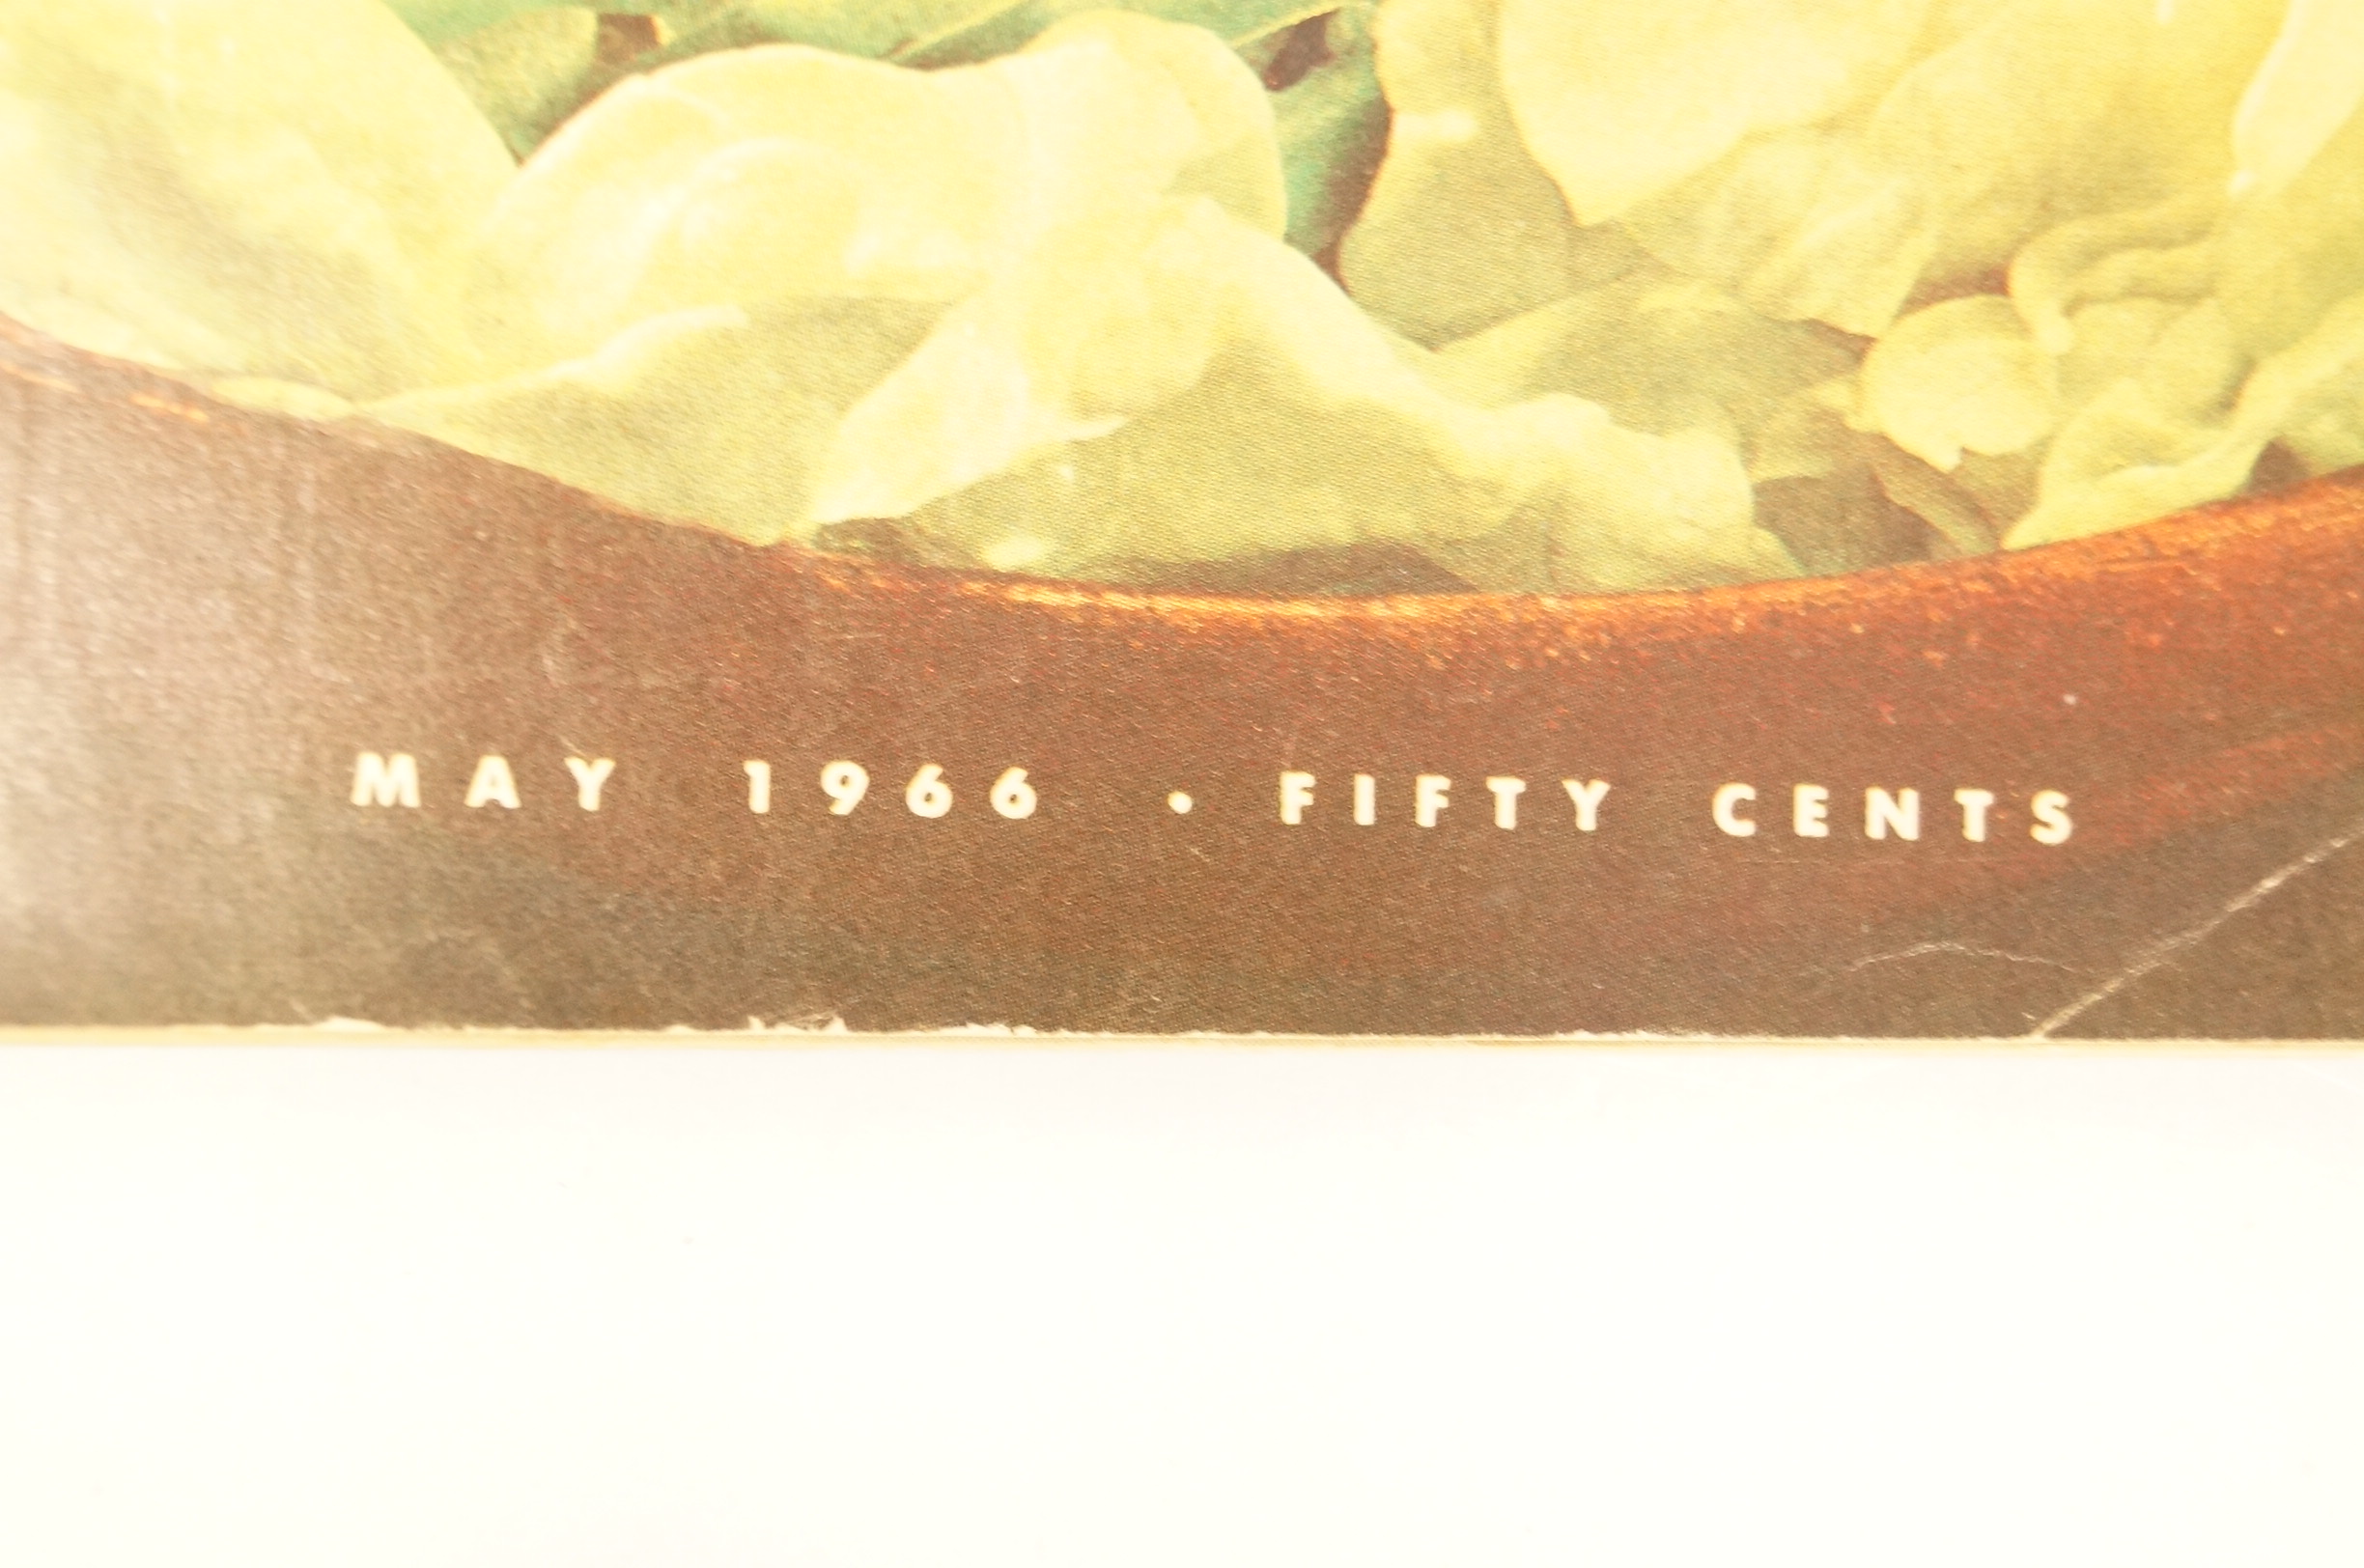 MAY 1966 • FIFTY CENTS